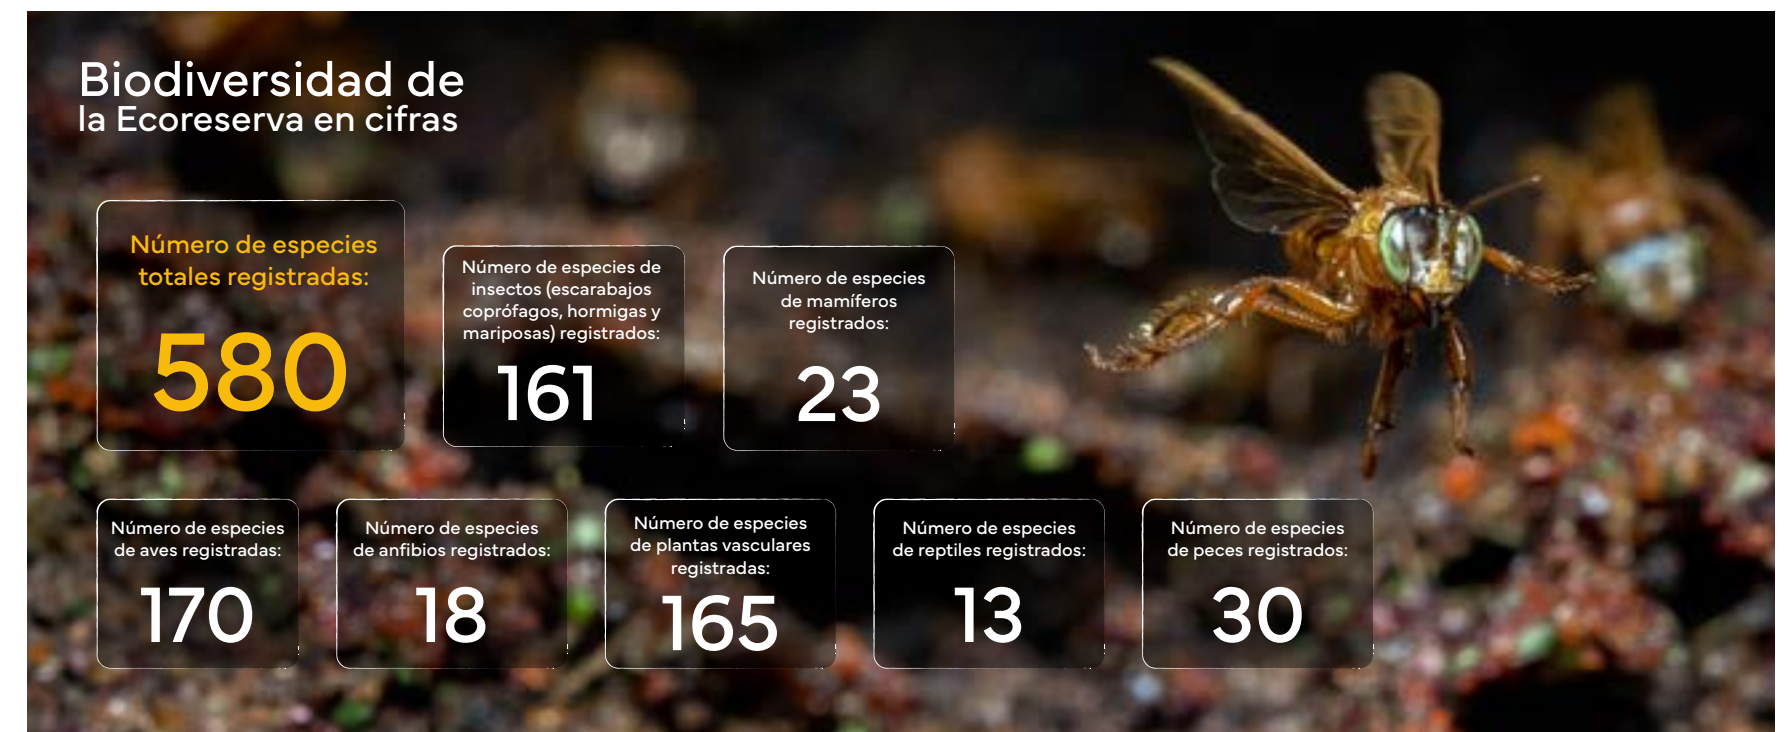 Biodiversidad de
la Ecoreserva en cifras
Número de especies
totales registradas:
580
Número de especies de
insectos (escarabajos
coprófagos, hormigas y
mariposas) registrados:
161
Número de especies
de mamíferos
registrados:
23
Número de especies
de aves registradas:
170
Número de especies
de anfibios registrados:
18
Número de especies
de plantas vasculares
registradas:
165
Número de especies
de reptiles registrados:
13
Número de especies
de peces registrados:
30